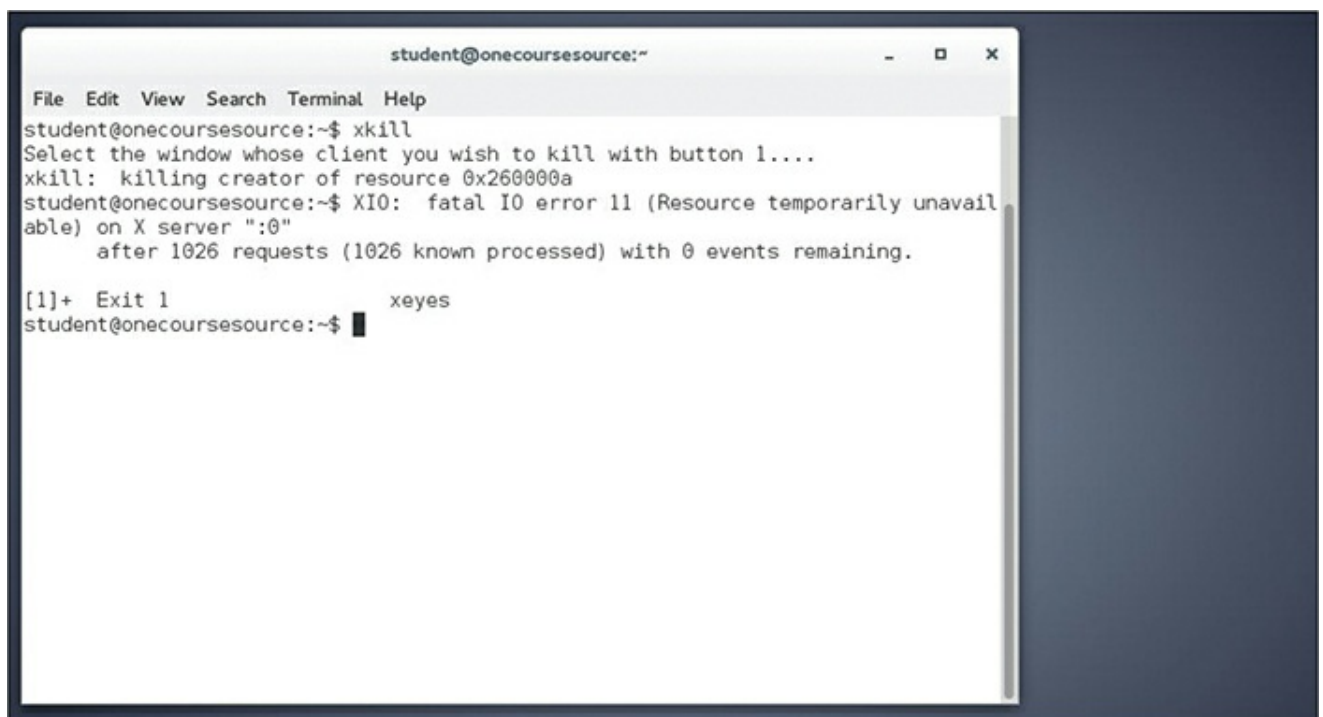 student@onecoursesource:~
File Edit View Search Terminal Help
student@onecoursesource:~$ xkill
Select the window whose client you wish to kill with button 1....
xkill:  killing creator of resource 0x260000a
student@onecoursesource:~$ XIO:  fatal IO error 11 (Resource temporarily unavail
able) on X server ":0"
      after 1026 requests (1026 known processed) with 0 events remaining.
[1]+  Exit 1                  xeyes
student@onecoursesource:~$